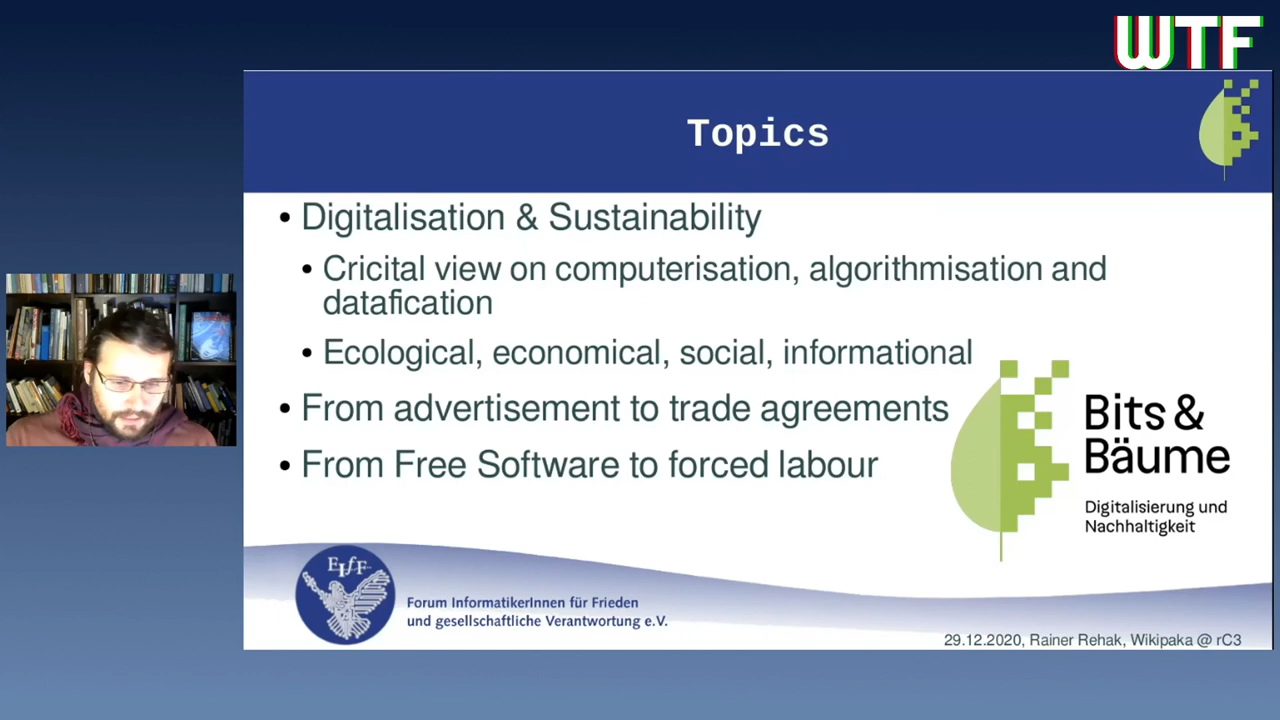 WTF
Topics
• Digitalisation & Sustainability
• Cricital view on computerisation, algorithmisation and
datafication
• Ecological, economical, social, informational
• From advertisement to trade agreements
• From Free Software to forced labour
Bits &
Bäume
Digitalisierung und
Nachhaltigkeit
FIfF
Forum InformatikerInnen für Frieden
und gesellschaftliche Verantwortung e.V.
29.12.2020, Rainer Rehak, Wikipaka @ rC3